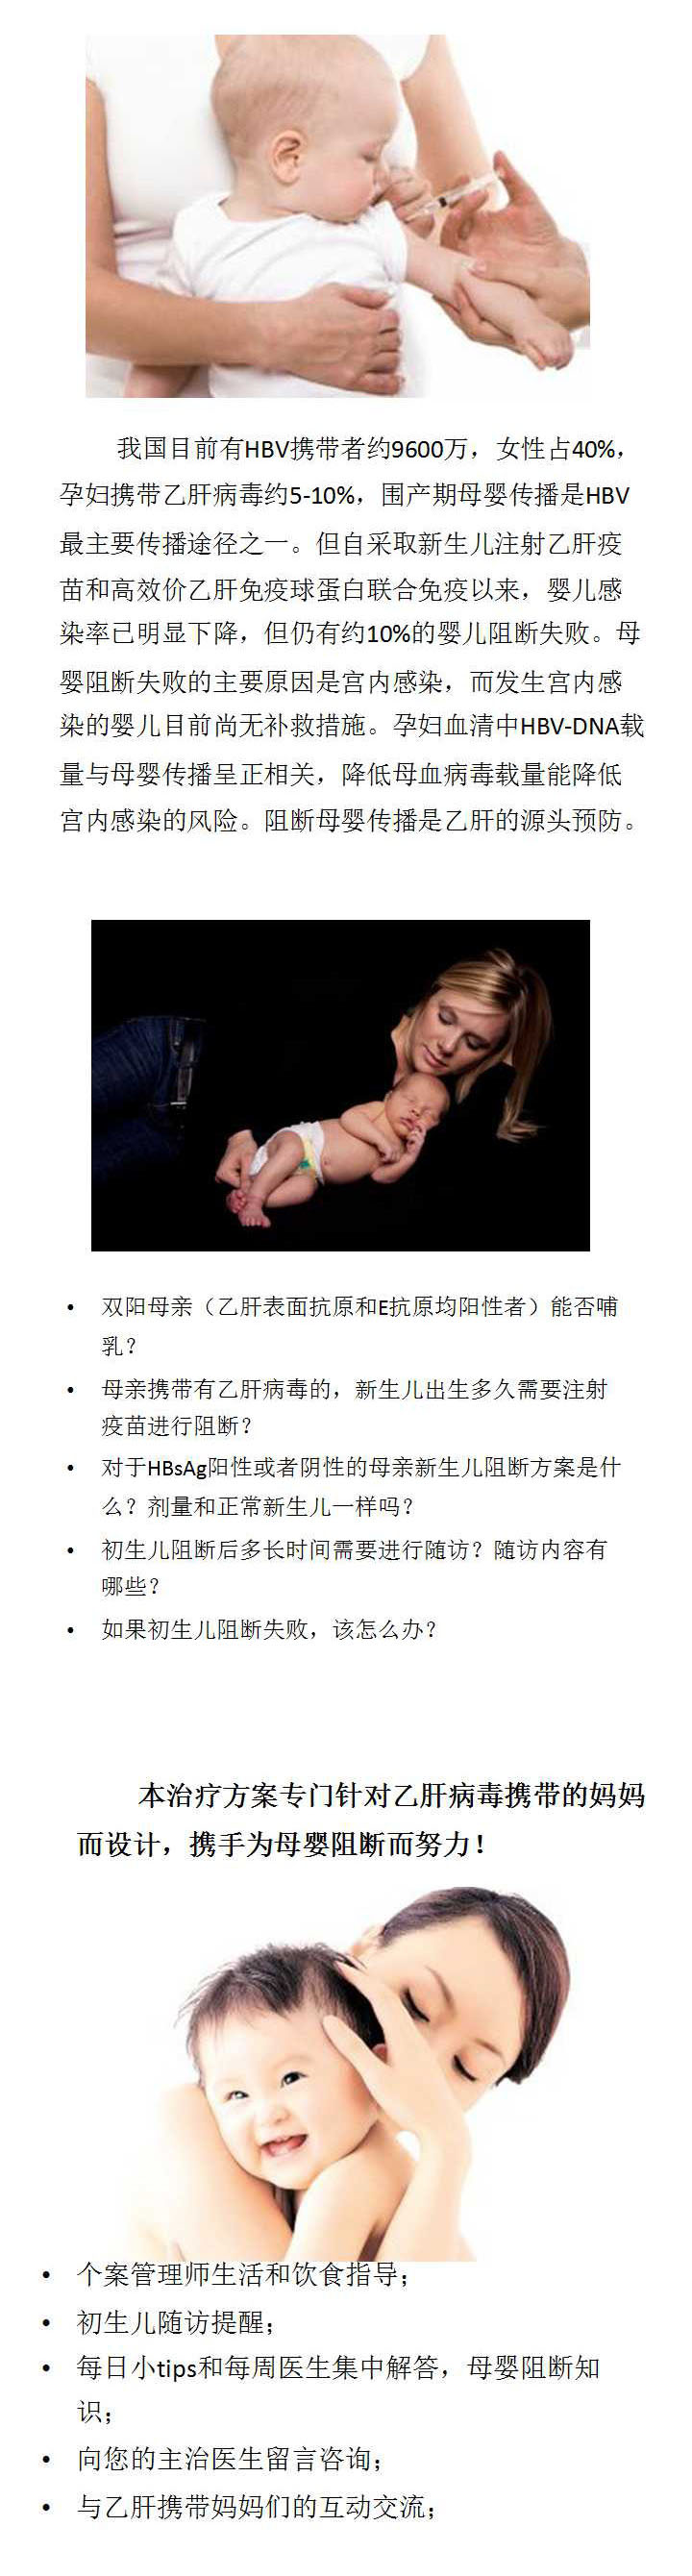 我国目前有HBV携带者约9600万，女性占40%，
孕妇携带乙肝病毒约5-10%，围产期母婴传播是HBV
最主要传播途径之一。但自采取新生儿注射乙肝疫
苗和高效价乙肝免疫球蛋白联合免疫以来，婴儿感
染率已明显下降，但仍有约10%的婴儿阻断失败。母
婴阻断失败的主要原因是宫内感染，而发生宫内感
染的婴儿目前尚无补救措施。孕妇血清中HBV-DNA载
量与母婴传播呈正相关，降低母血病毒载量能降低
宫内感染的风险。阻断母婴传播是乙肝的源头预防。
• 双阳母亲（乙肝表面抗原和E抗原均阳性者）能否哺
乳？
• 母亲携带有乙肝病毒的，新生儿出生多久需要注射
疫苗进行阻断？
• 对于HBsAg阳性或者阴性的母亲新生儿阻断方案是什
么？剂量和正常新生儿一样吗？
• 初生儿阻断后多长时间需要进行随访？随访内容有
哪些？
• 如果初生儿阻断失败，该怎么办？
本治疗方案专门针对乙肝病毒携带的妈妈
而设计，携手为母婴阻断而努力！
• 个案管理师生活和饮食指导；
• 初生儿随访提醒；
• 每日小tips和每周医生集中解答，母婴阻断知
识；
• 向您的主治医生留言咨询；
• 与乙肝携带妈妈们的互动交流；